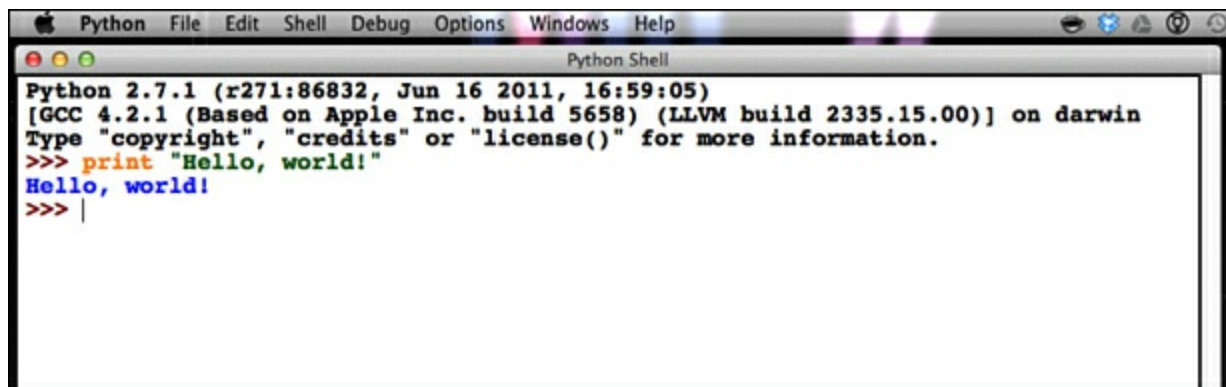 Python File Edit Shell Debug Options Windows Help
Python Shell
Python 2.7.1 (r271:86832, Jun 16 2011, 16:59:05)
[GCC 4.2.1 (Based on Apple Inc. build 5658) (LLVM build 2335.15.00)] on darwin
Type "copyright", "credits" or "license()" for more information.
>>> print "Hello, world!"
Hello, world!
>>>